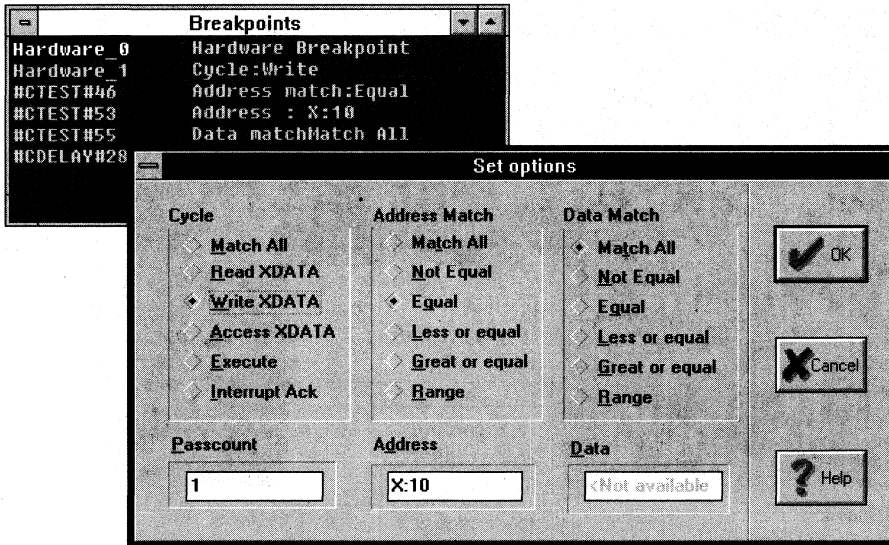 Breakpoints
Hardware_0 Hardware Breakpoint
Hardware_1 Cycle:Write
#CTEST#46 Address match:Equal
#CTEST#53 Address : X:10
#CTEST#55 Data matchMatch All
#CDELAY#28
Set options
Cycle
Match All
Read XDATA
Write XDATA
Access XDATA
Execute
Interrupt Ack
Address Match
Match All
Not Equal
Equal
Less or equal
Great or equal
Range
Data Match
Match All
Not Equal
Equal
Less or equal
Great or equal
Range
OK
Cancel
Help
Passcount
1
Address
X:10
Data
<Not available